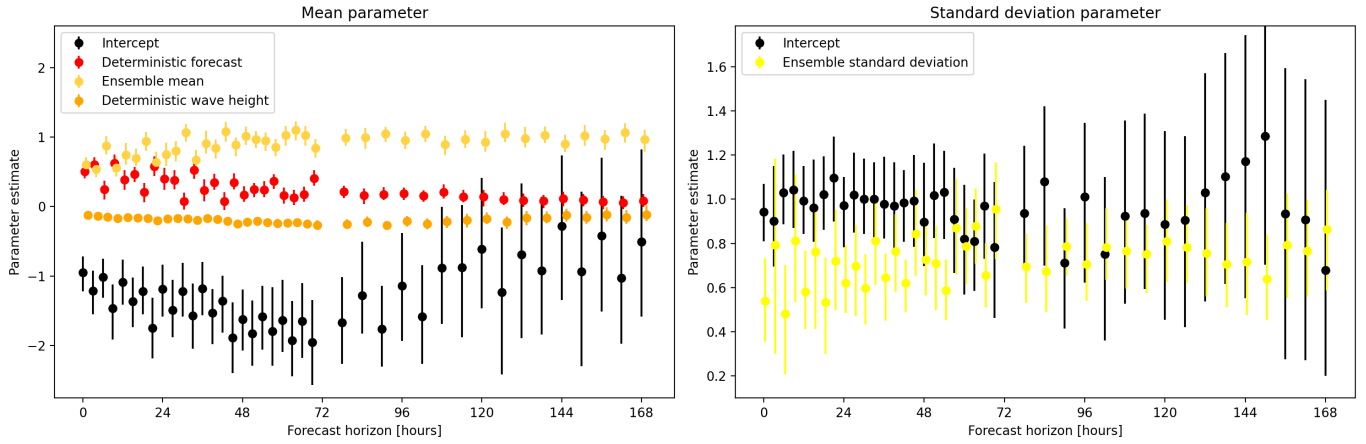 Mean parameter
Intercept
Deterministic forecast
Ensemble mean
Deterministic wave height
Parameter estimate
2
1
0
−1
−2
0 24 48 72 96 120 144 168
Forecast horizon [hours]
Standard deviation parameter
Intercept
Ensemble standard deviation
Parameter estimate
1.6
1.4
1.2
1.0
0.8
0.6
0.4
0.2
0 24 48 72 96 120 144 168
Forecast horizon [hours]